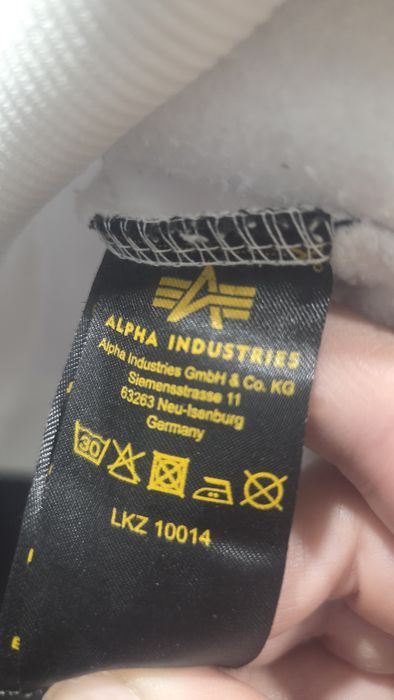 ALPHA INDUSTRIES
Alpha Industries GmbH & Co. KG
Siemensstrasse 11
63263 Neu-Isenburg
Germany
30
LKZ 10014
E